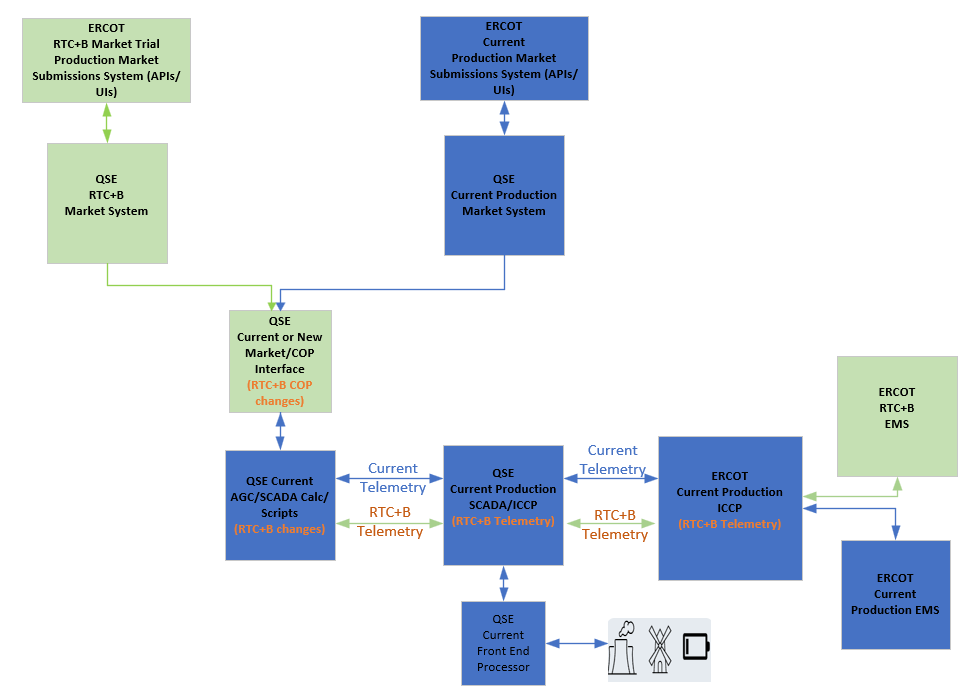 ERCOT
RTC+B Market Trial
Production Market
Submissions System (APIs/
UIs)
ERCOT
Current
Production Market
Submissions System (APIs/
UIs)
QSE
RTC+B
Market System
QSE
Current Production
Market System
QSE
Current or New
Market/COP
Interface
(RTC+B COP
changes)
ERCOT
RTC+B
EMS
QSE Current
AGC/SCADA Calc/
Scripts
(RTC+B changes)
Current
Telemetry
RTC+B
Telemetry
QSE
Current Production
SCADA/ICCP
(RTC+B Telemetry)
Current
Telemetry
RTC+B
Telemetry
ERCOT
Current Production
ICCP
(RTC+B Telemetry)
ERCOT
Current
Production EMS
QSE
Current
Front End
Processor